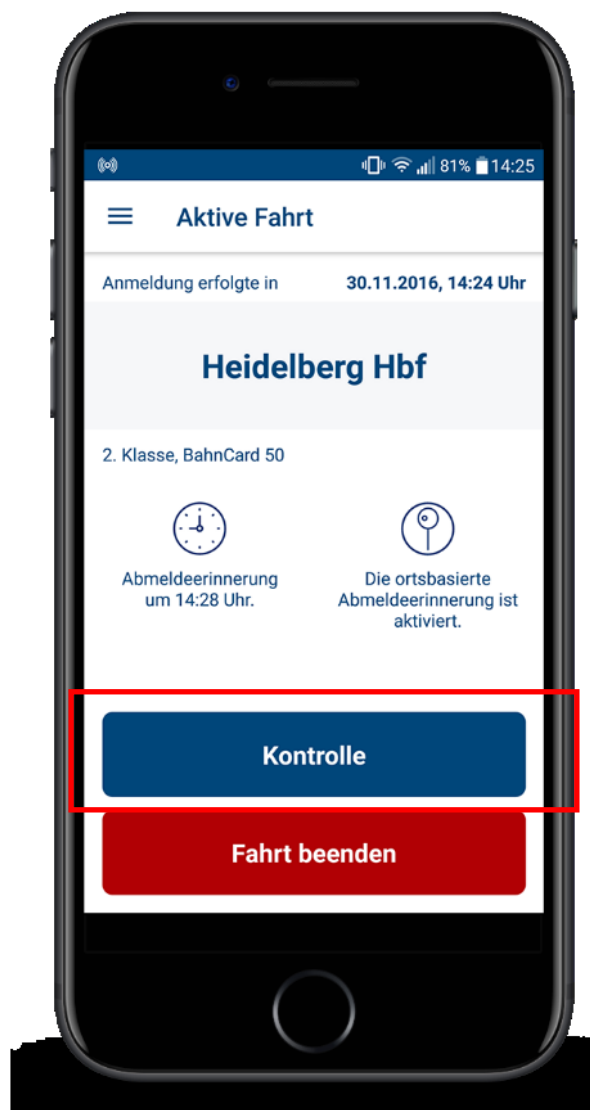 81% 14:25
Aktive Fahrt
Anmeldung erfolgte in 30.11.2016, 14:24 Uhr
Heidelberg Hbf
2. Klasse, BahnCard 50
Abmeldeerinnerung
um 14:28 Uhr.
Die ortsbasierte
Abmeldeerinnerung ist
aktiviert.
Kontrolle
Fahrt beenden